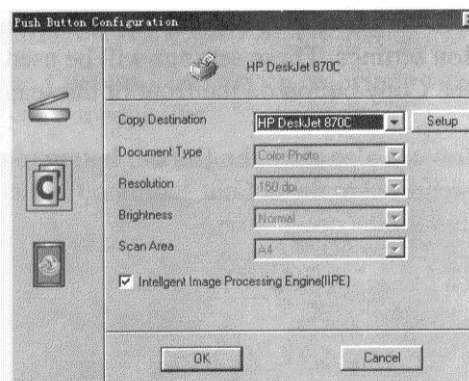 Push Button Configuration
HP DeskJet 870C
Copy Destination HP DeskJet 870C Setup
Document Type Color Photo
Resolution 150 dpi
Brightness Normal
Scan Area A4
Intellgent Image Processing Engine(IIPE)
OK Cancel